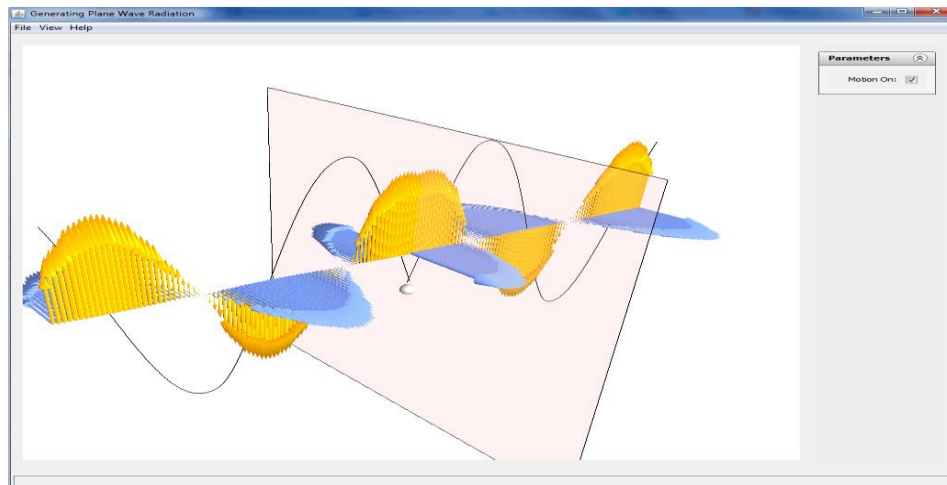 Generating Plane Wave Radiation
File View Help
Parameters
Motion On: